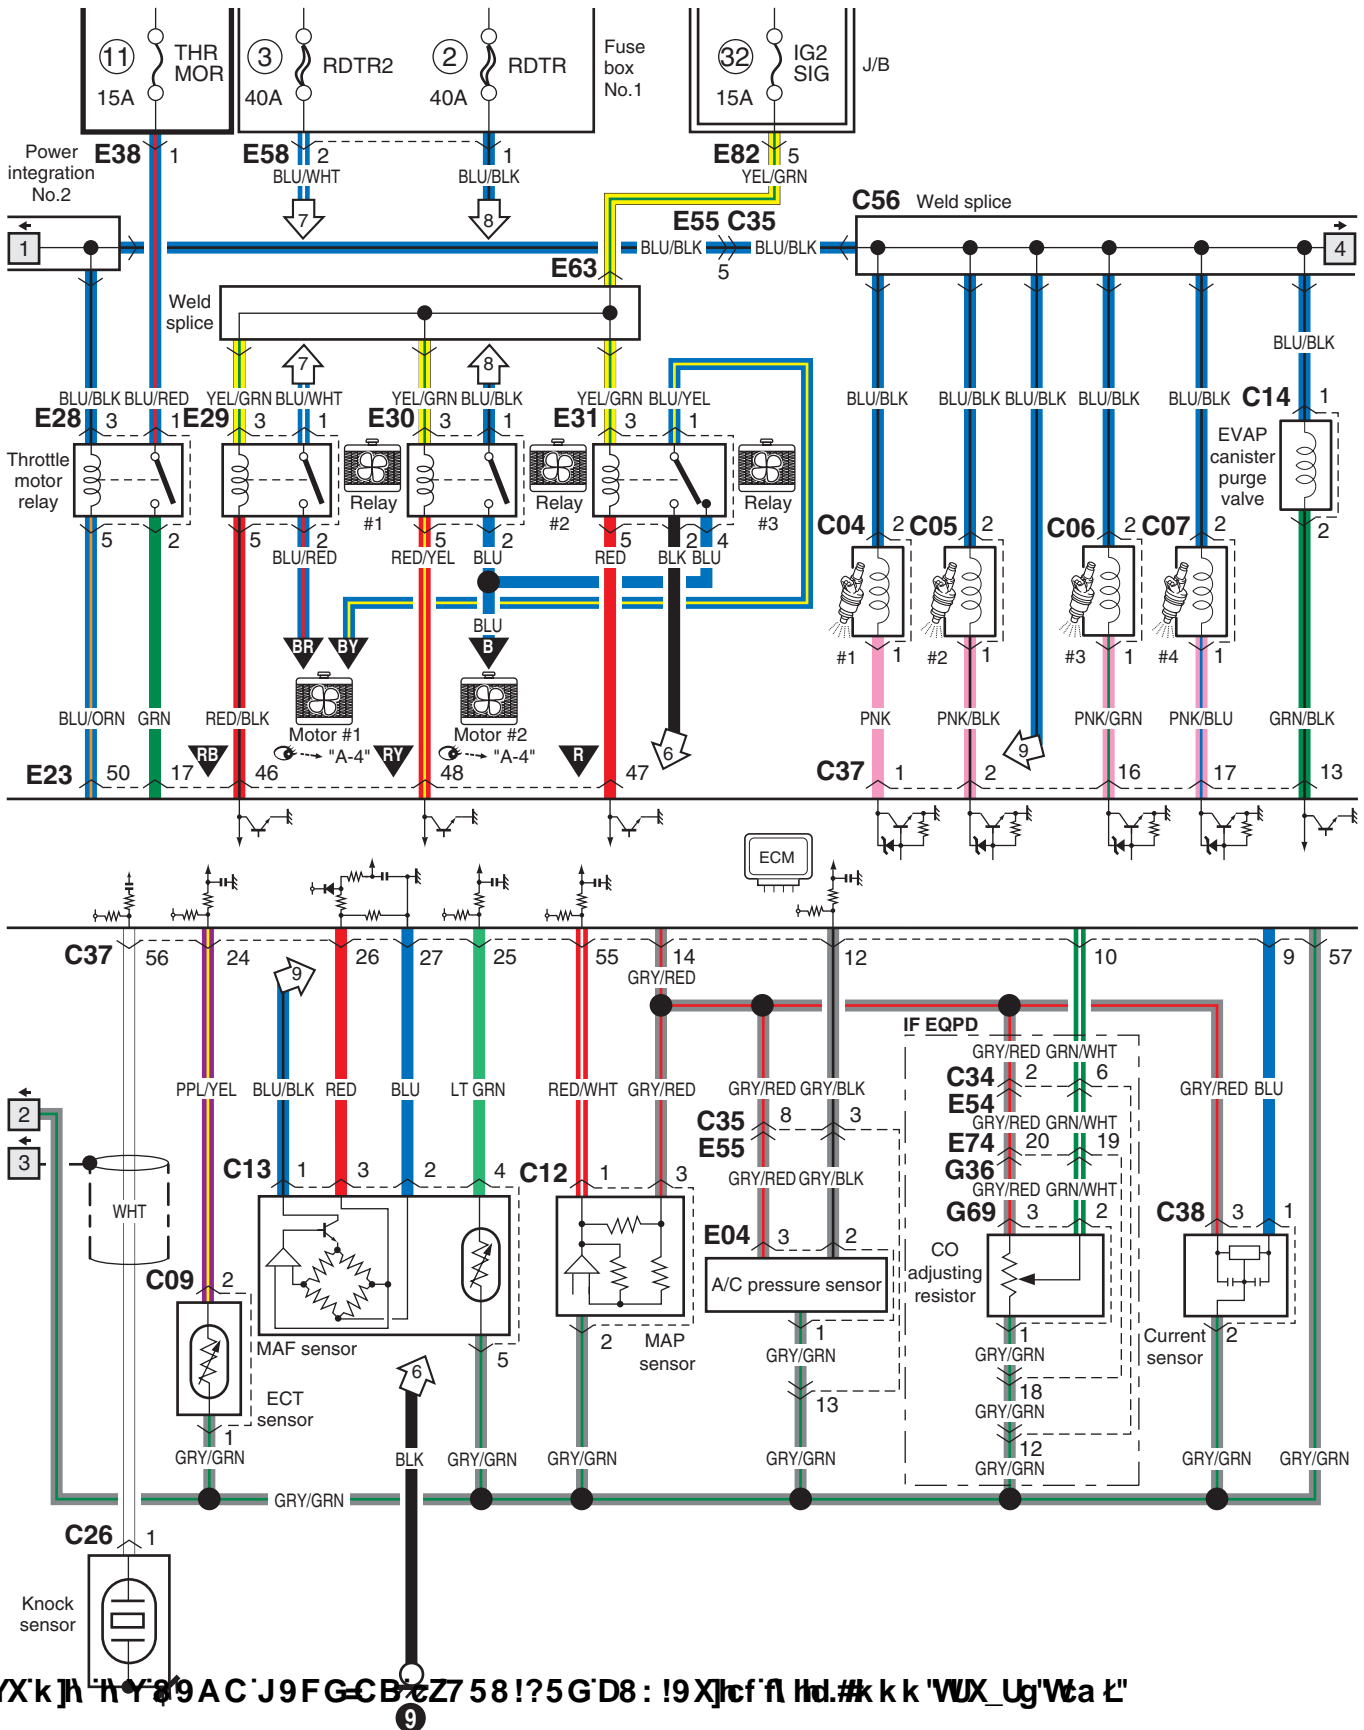 11 THR MOR 15A
3 RDTR2 40A
2 RDTR 40A
Fuse box No.1
32 IG2 SIG 15A
J/B
Power integration No.2
E38 1
E58 2 1
E82 5
BLU/WHT BLU/BLK YEL/GRN
7 8
C56 Weld splice
E55 C35
1 BLU/BLK BLU/BLK 4
5
E63
Weld splice
7 8
BLU/BLK
BLU/BLK BLU/RED YEL/GRN BLU/WHT YEL/GRN BLU/BLK YEL/GRN BLU/YEL BLU/BLK BLU/BLK BLU/BLK BLU/BLK BLU/BLK
C14 1
E28 3 1 E29 3 1 E30 3 1 E31 3 1
EVAP canister purge valve
Throttle motor relay
Relay #1
Relay #2
Relay #3
5 2 5 2 5 2 5 2 4
C04 2 C05 2 C06 2 C07 2 2
BLU/RED RED/YEL BLU RED BLK BLU
BLU
BR BY B
#1 1 #2 1 #3 1 #4 1
BLU/ORN GRN RED/BLK
Motor #1
"A-4"
Motor #2
"A-4"
PNK PNK/BLK PNK/GRN PNK/BLU GRN/BLK
RB RY R 6 9
E23 50 17 46 48 47
C37 1 2 16 17 13
ECM
C37 56 24 26 27 25 55 14 12 10 9 57
GRY/RED
9
IF EQPD
GRY/RED GRN/WHT
PPL/YEL BLU/BLK RED BLU LT GRN RED/WHT GRY/RED GRY/RED GRY/BLK
C34 2 6
E54
GRY/RED BLU
2
3
C35 8 3
E55
GRY/RED GRN/WHT
E74 20 19
G36
GRY/RED GRY/BLK
GRY/RED GRN/WHT
C13 1 3 2 4
C12 1 3
G69 3 2
C38 3 1
WHT
E04 3 2
C09 2
A/C pressure sensor
CO adjusting resistor
MAF sensor
5
2
MAP sensor
1
1
Current sensor
2
6
GRY/GRN
GRY/GRN
ECT sensor
1
13
18
GRY/GRN
12
GRY/GRN BLK GRY/GRN GRY/GRN GRY/GRN GRY/GRN GRY/GRN GRY/GRN
GRY/GRN
C26 1
Knock sensor
9